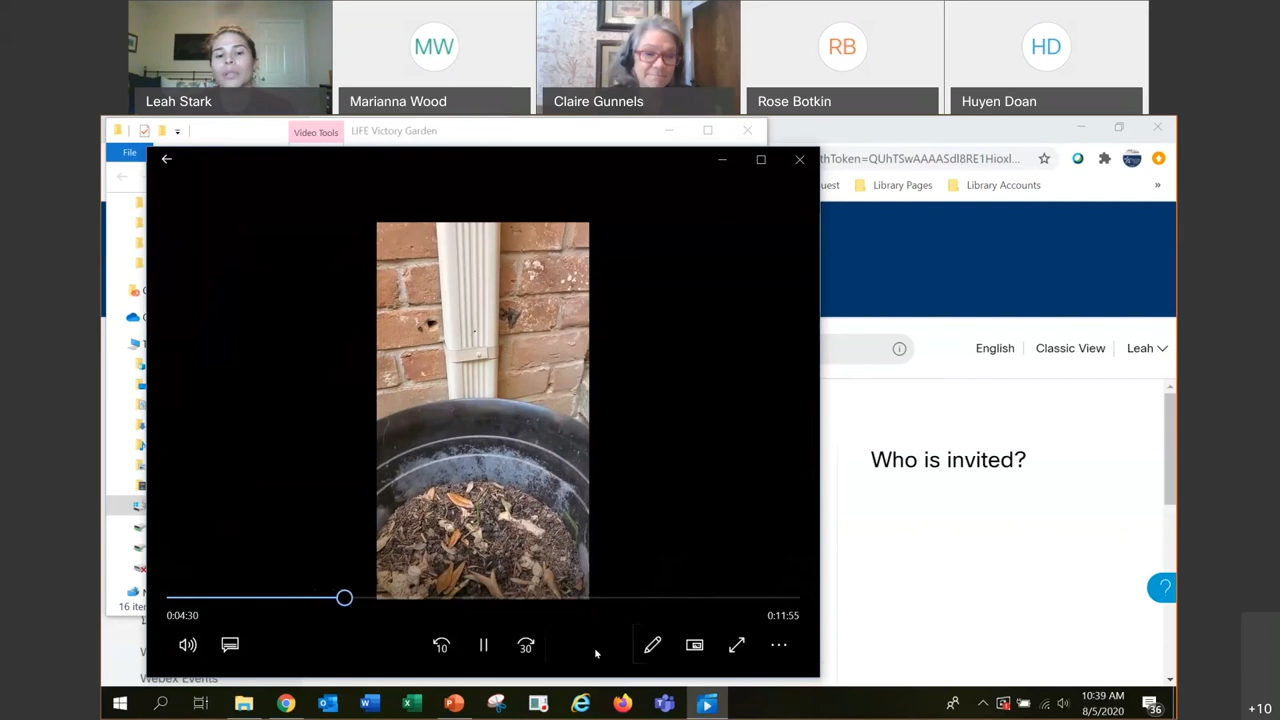 MW
RB
HD
Leah Stark
Marianna Wood
Claire Gunnels
Rose Botkin
Huyen Doan
Video Tools
LIFE Victory Garden
File
thToken=QUhTSwAAAASdl8RE1Hioxl...
Library Pages
Library Accounts
»
English
Classic View
Leah
Who is invited?
?
16 iter
0:04:30
0:11:55
10
30
Webex Events
10:39 AM
8/5/2020
36
+10